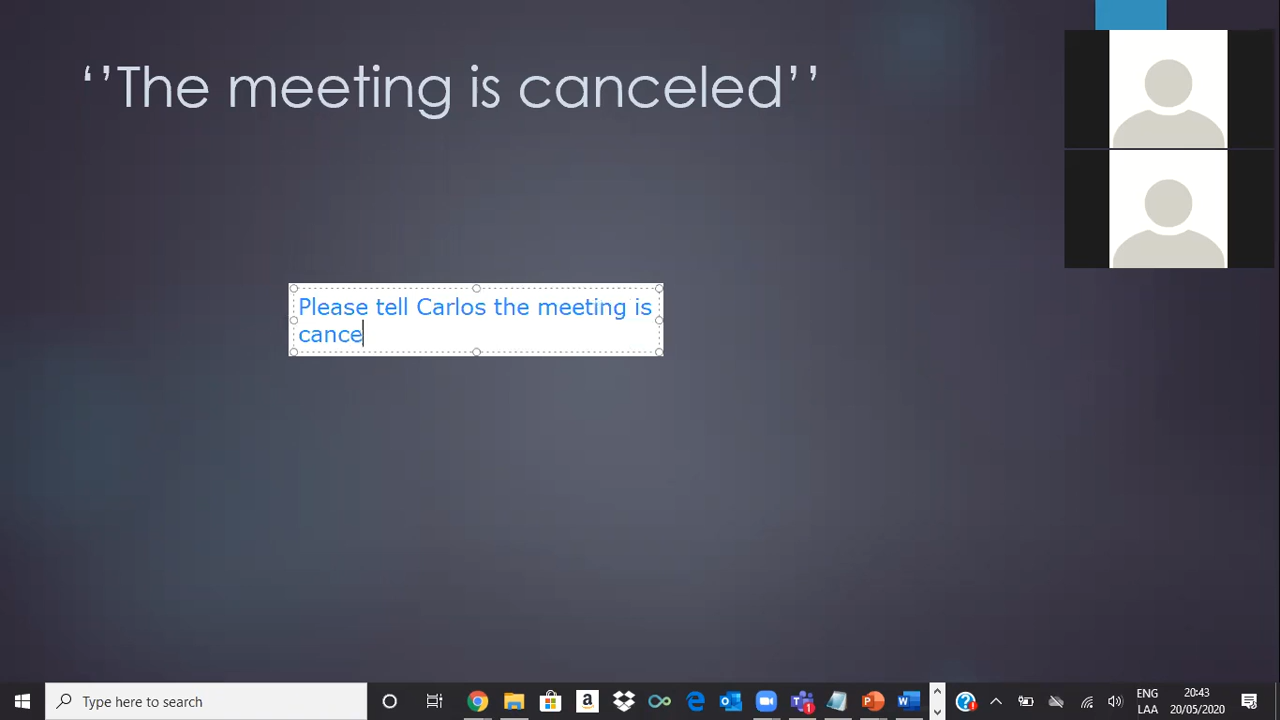 ‘’The meeting is canceled’’
Please tell Carlos the meeting is
cance
Type here to search
ENG
LAA
20:43
20/05/2020